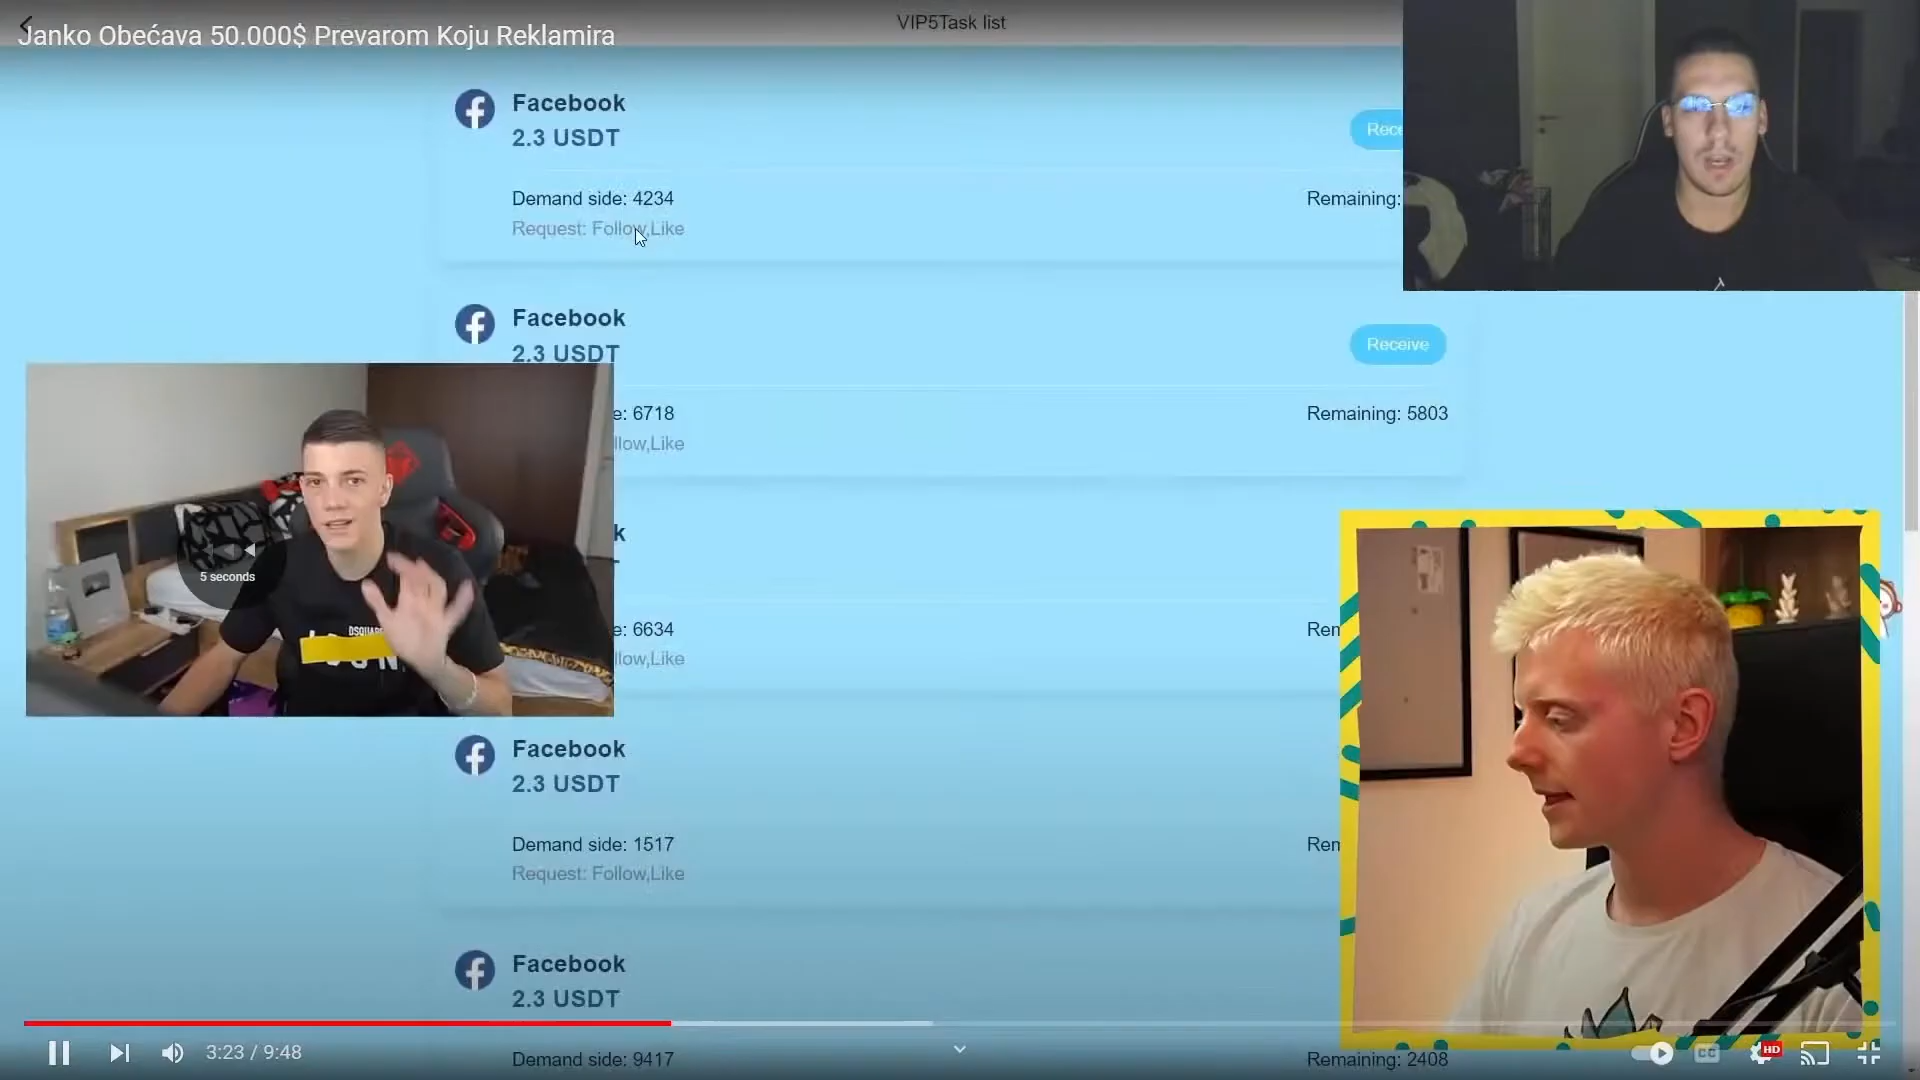 Janko Obećava 50.000$ Prevarom Koju Reklamira
VIP5Task list
Facebook
2.3 USDT
Demand side: 4234
Remaining:
Request: Follow,Like
Facebook
2.3 USDT
Receive
e: 6718
Remaining: 5803
llow,Like
k
e: 6634
llow,Like
5 seconds
Facebook
2.3 USDT
Demand side: 1517
Request: Follow,Like
Facebook
2.3 USDT
3:23 / 9:48
CC
HD
Demand side: 9417
Remaining: 2408